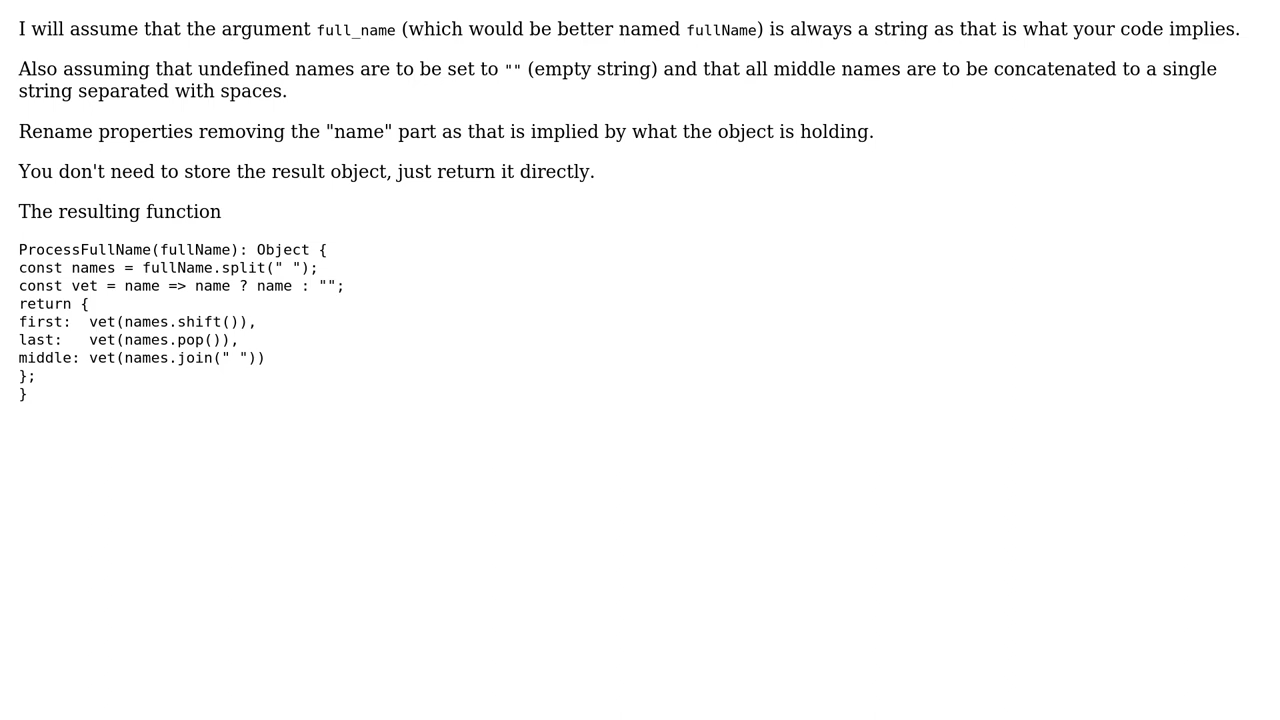 I will assume that the argument full_name (which would be better named fullName) is always a string as that is what your code implies.
Also assuming that undefined names are to be set to "" (empty string) and that all middle names are to be concatenated to a single
string separated with spaces.
Rename properties removing the "name" part as that is implied by what the object is holding.
You don't need to store the result object, just return it directly.
The resulting function
ProcessFullName(fullName): Object {
const names = fullName.split(" ");
const vet = name => name ? name : "";
return {
first:  vet(names.shift()),
last:   vet(names.pop()),
middle: vet(names.join(" "))
};
}